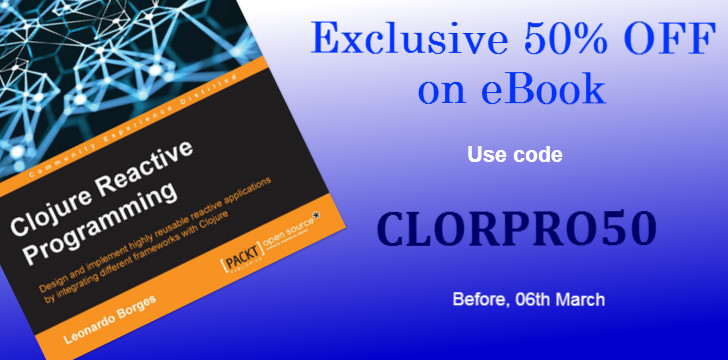 Community Experience Distilled
Clojure Reactive
Programming
Design and implement highly reusable reactive applications
by integrating different frameworks with Clojure
Leonardo Borges
[PACKT] open source*
Exclusive 50% OFF
on eBook
Use code
CLORPRO50
Before, 06th March